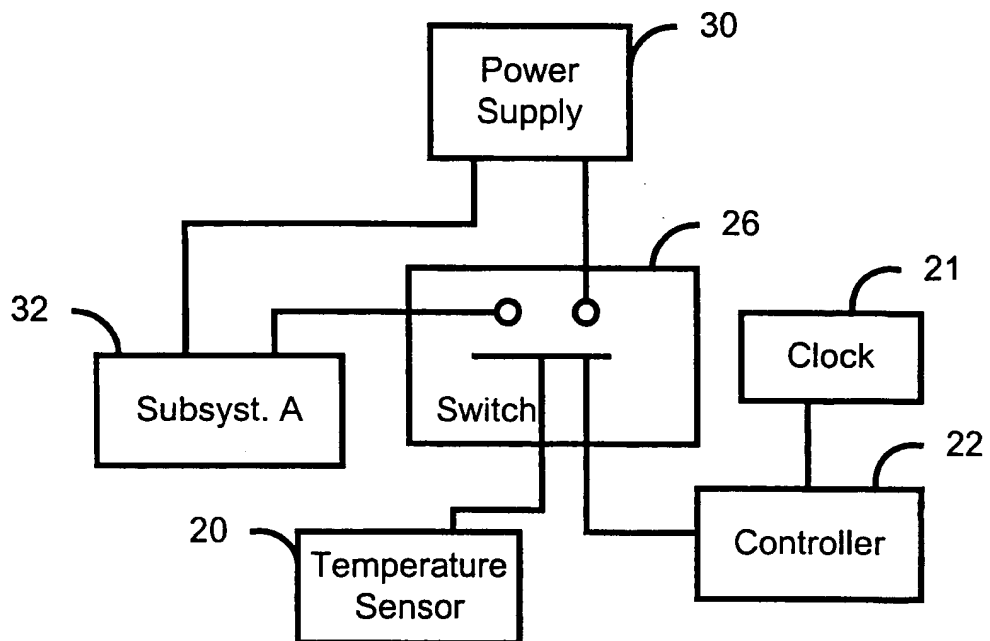 30
Power
Supply
26
21
32
Clock
Subsyst. A
Switch
22
20
Controller
Temperature
Sensor